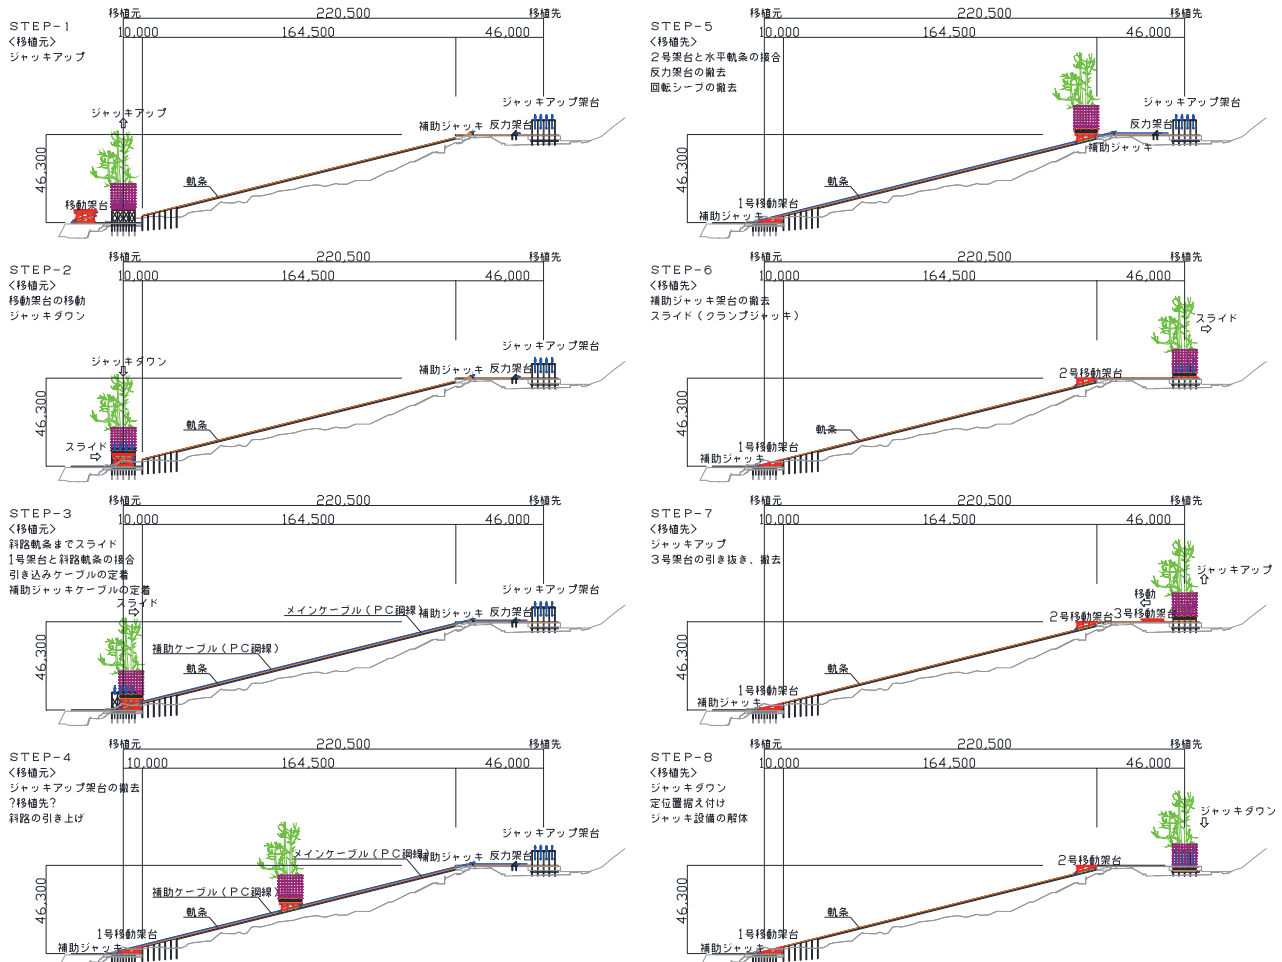 STEP-1
<移植元>
ジャッキアップ
移植元
220,500
移植先
10,000
164,500
46,000
ジャッキアップ
ジャッキアップ架台
補助ジャッキ
反力架台
46,300
軌条
移動架台
STEP-2
<移植元>
移動架台の移動
ジャッキダウン
移植元
220,500
移植先
10,000
164,500
46,000
ジャッキダウン
ジャッキアップ架台
補助ジャッキ
反力架台
46,300
軌条
スライド
STEP-3
<移植元>
斜路軌条までスライド
1号架台と斜路軌条の接合
引き込みケーブルの定着
補助ジャッキケーブルの定着
移植元
220,500
移植先
10,000
164,500
46,000
スライド
ジャッキアップ架台
メインケーブル(PC鋼線)
補助ジャッキ
反力架台
46,300
補助ケーブル(PC鋼線)
軌条
STEP-4
<移植元>
ジャッキアップ架台の撤去
?移植先?
斜路の引き上げ
移植元
220,500
移植先
10,000
164,500
46,000
ジャッキアップ架台
メインケーブル(PC鋼線)
補助ジャッキ
反力架台
46,300
補助ケーブル(PC鋼線)
軌条
1号移動架台
補助ジャッキ
STEP-5
<移植先>
2号架台と水平軌条の接合
反力架台の撤去
回転シーブの撤去
移植元
220,500
移植先
10,000
164,500
46,000
ジャッキアップ架台
反力架台
補助ジャッキ
46,300
軌条
1号移動架台
補助ジャッキ
STEP-6
<移植先>
補助ジャッキ架台の撤去
スライド(クランプジャッキ)
移植元
220,500
移植先
10,000
164,500
46,000
スライド
2号移動架台
46,300
軌条
1号移動架台
補助ジャッキ
STEP-7
<移植先>
ジャッキアップ
3号架台の引き抜き、撤去
移植元
220,500
移植先
10,000
164,500
46,000
ジャッキアップ
移動
2号移動架台
3号移動架台
46,300
軌条
1号移動架台
補助ジャッキ
STEP-8
<移植先>
ジャッキダウン
定位置据え付け
ジャッキ設備の解体
移植元
220,500
移植先
10,000
164,500
46,000
ジャッキダウン
2号移動架台
46,300
軌条
1号移動架台
補助ジャッキ